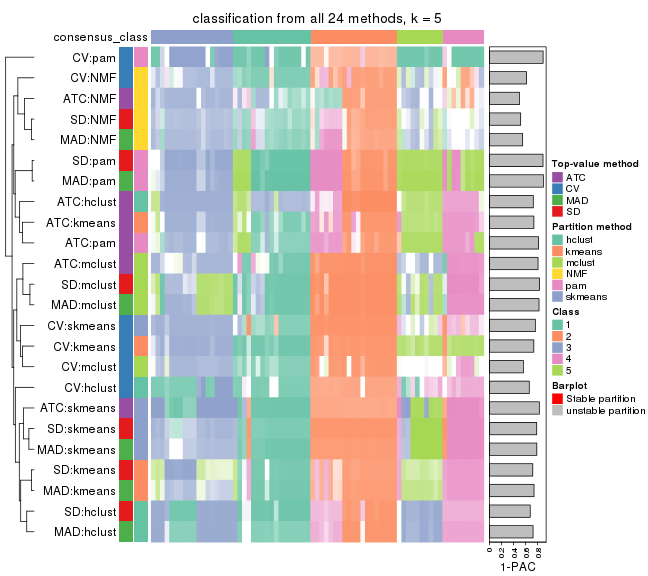 classification from all 24 methods, k = 5
consensus_class
CV:pam
CV:NMF
ATC:NMF
SD:NMF
MAD:NMF
SD:pam
MAD:pam
ATC:hclust
ATC:kmeans
ATC:pam
ATC:mclust
SD:mclust
MAD:mclust
CV:skmeans
CV:kmeans
CV:mclust
CV:hclust
ATC:skmeans
SD:skmeans
MAD:skmeans
SD:kmeans
MAD:kmeans
SD:hclust
MAD:hclust
0 0.2 0.4 0.6 0.8
1-PAC
Top-value method
ATC
CV
MAD
SD
Partition method
hclust
kmeans
mclust
NMF
pam
skmeans
Class
1
2
3
4
5
Barplot
Stable partition
unstable partition